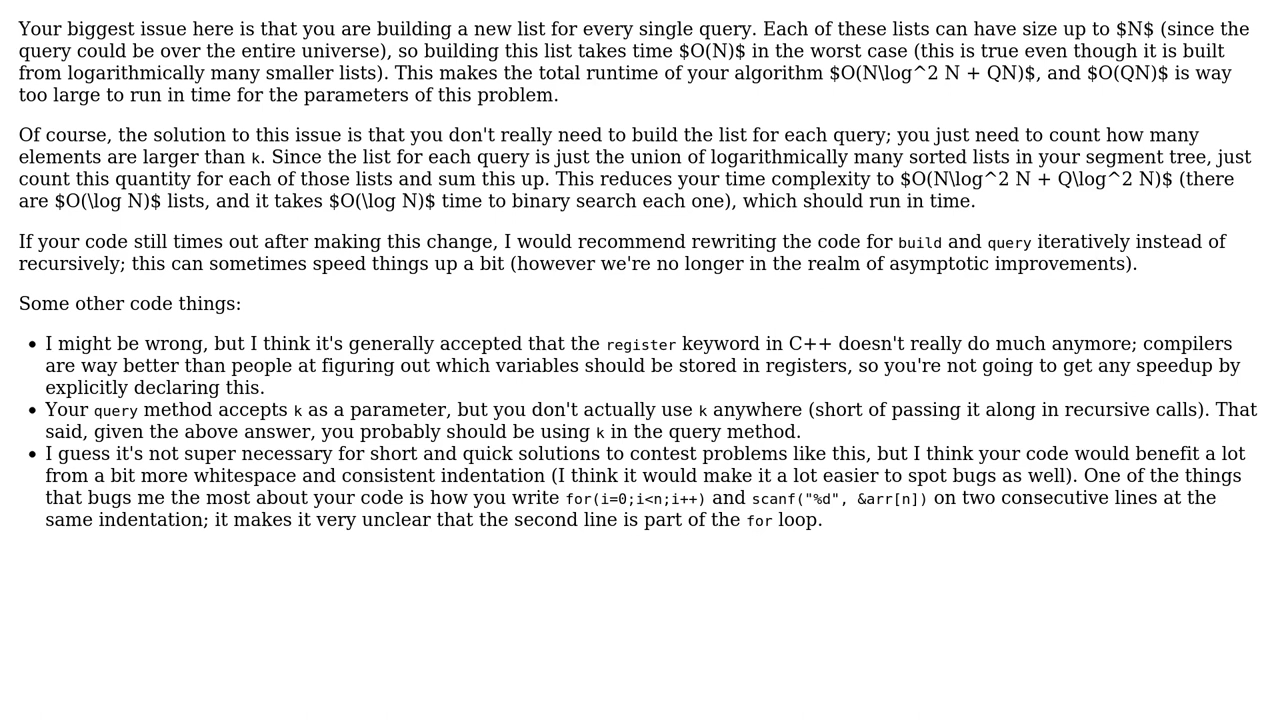 Your biggest issue here is that you are building a new list for every single query. Each of these lists can have size up to $N$ (since the
query could be over the entire universe), so building this list takes time $O(N)$ in the worst case (this is true even though it is built
from logarithmically many smaller lists). This makes the total runtime of your algorithm $O(N\log^2 N + QN)$, and $O(QN)$ is way
too large to run in time for the parameters of this problem.
Of course, the solution to this issue is that you don't really need to build the list for each query; you just need to count how many
elements are larger than k. Since the list for each query is just the union of logarithmically many sorted lists in your segment tree, just
count this quantity for each of those lists and sum this up. This reduces your time complexity to $O(N\log^2 N + Q\log^2 N)$ (there
are $O(\log N)$ lists, and it takes $O(\log N)$ time to binary search each one), which should run in time.
If your code still times out after making this change, I would recommend rewriting the code for build and query iteratively instead of
recursively; this can sometimes speed things up a bit (however we're no longer in the realm of asymptotic improvements).
Some other code things:
• I might be wrong, but I think it's generally accepted that the register keyword in C++ doesn't really do much anymore; compilers
are way better than people at figuring out which variables should be stored in registers, so you're not going to get any speedup by
explicitly declaring this.
• Your query method accepts k as a parameter, but you don't actually use k anywhere (short of passing it along in recursive calls). That
said, given the above answer, you probably should be using k in the query method.
• I guess it's not super necessary for short and quick solutions to contest problems like this, but I think your code would benefit a lot
from a bit more whitespace and consistent indentation (I think it would make it a lot easier to spot bugs as well). One of the things
that bugs me the most about your code is how you write for(i=0;i<n;i++) and scanf("%d", &arr[n]) on two consecutive lines at the
same indentation; it makes it very unclear that the second line is part of the for loop.